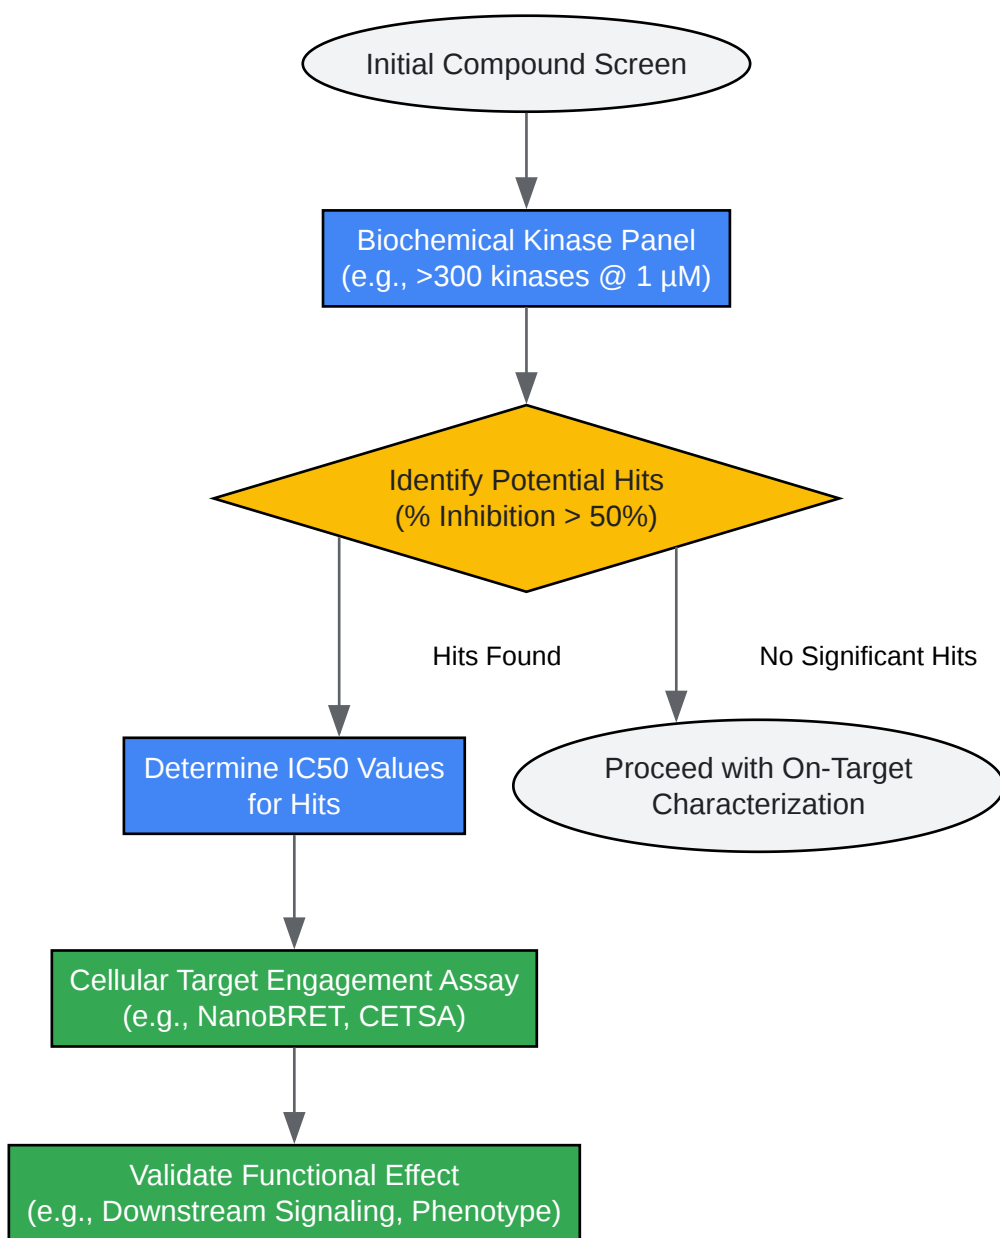 Initial Compound Screen
Biochemical Kinase Panel
(e.g., >300 kinases @ 1 µM)
Identify Potential Hits
(% Inhibition > 50%)
Hits Found
No Significant Hits
Determine IC50 Values
for Hits
Proceed with On-Target
Characterization
Cellular Target Engagement Assay
(e.g., NanoBRET, CETSA)
Validate Functional Effect
(e.g., Downstream Signaling, Phenotype)